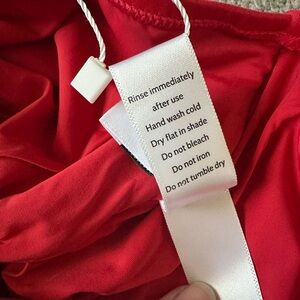 Rinse immediately
after use
Hand wash cold
Dry flat in shade
Do not bleach
Do not iron
Do not tumble dry